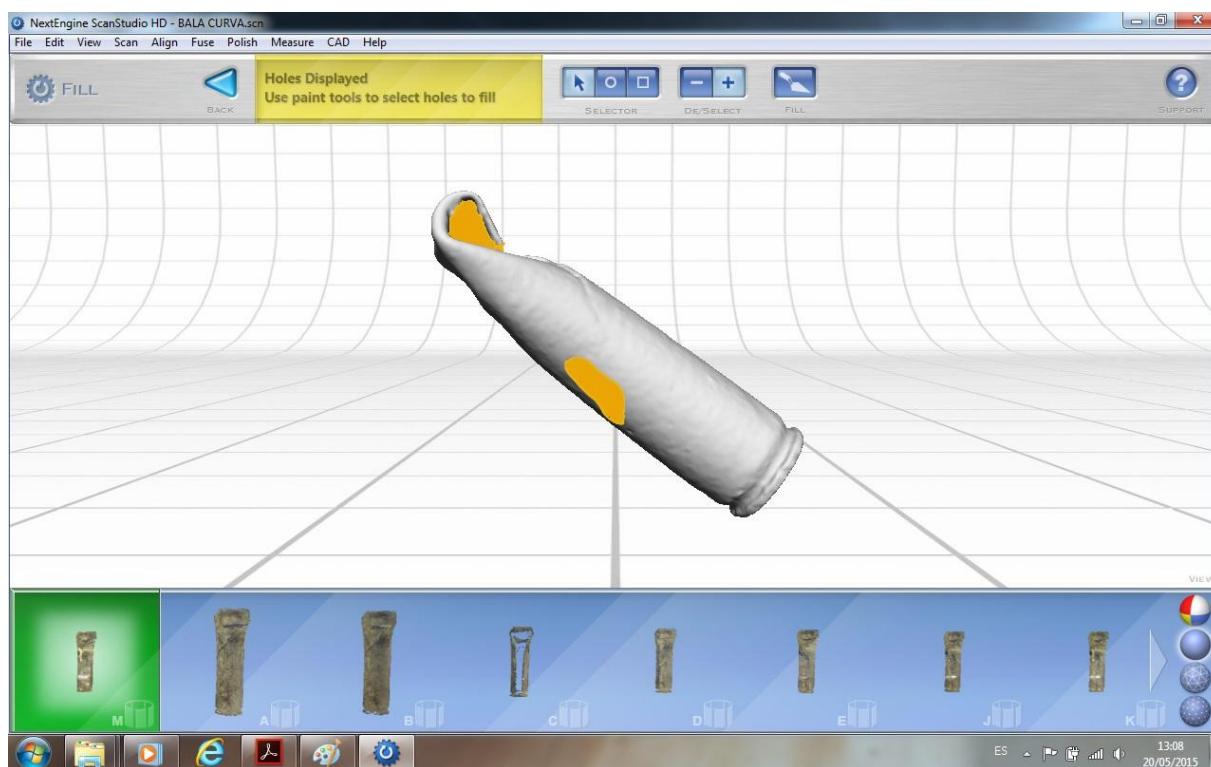 NextEngine ScanStudio HD - BALA CURVA.scn
File Edit View Scan Align Fuse Polish Measure CAD Help
FILL
BACK
Holes Displayed
Use paint tools to select holes to fill
SELECTOR
DE/SELECT
FILL
SUPPORT
VIEW
M
A
B
C
D
E
J
K
ES
13:08
20/05/2015